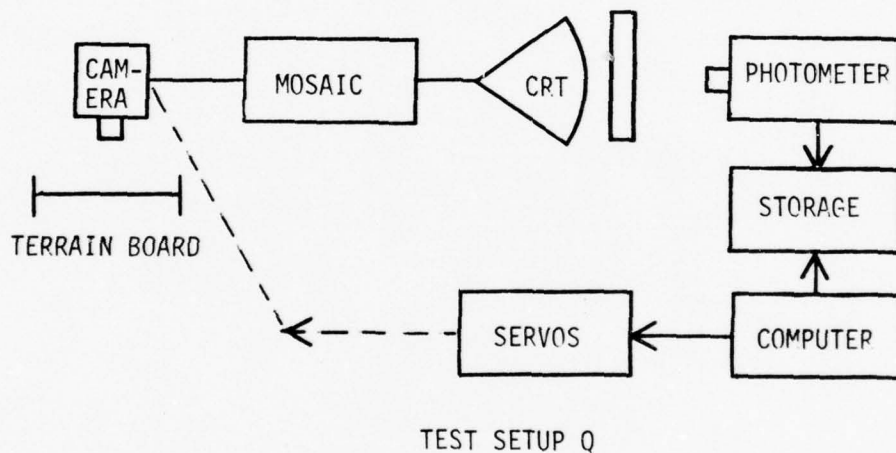 CAM-
ERA
MOSAIC
CRT
PHOTOMETER
STORAGE
TERRAIN BOARD
SERVOS
COMPUTER
TEST SETUP Q